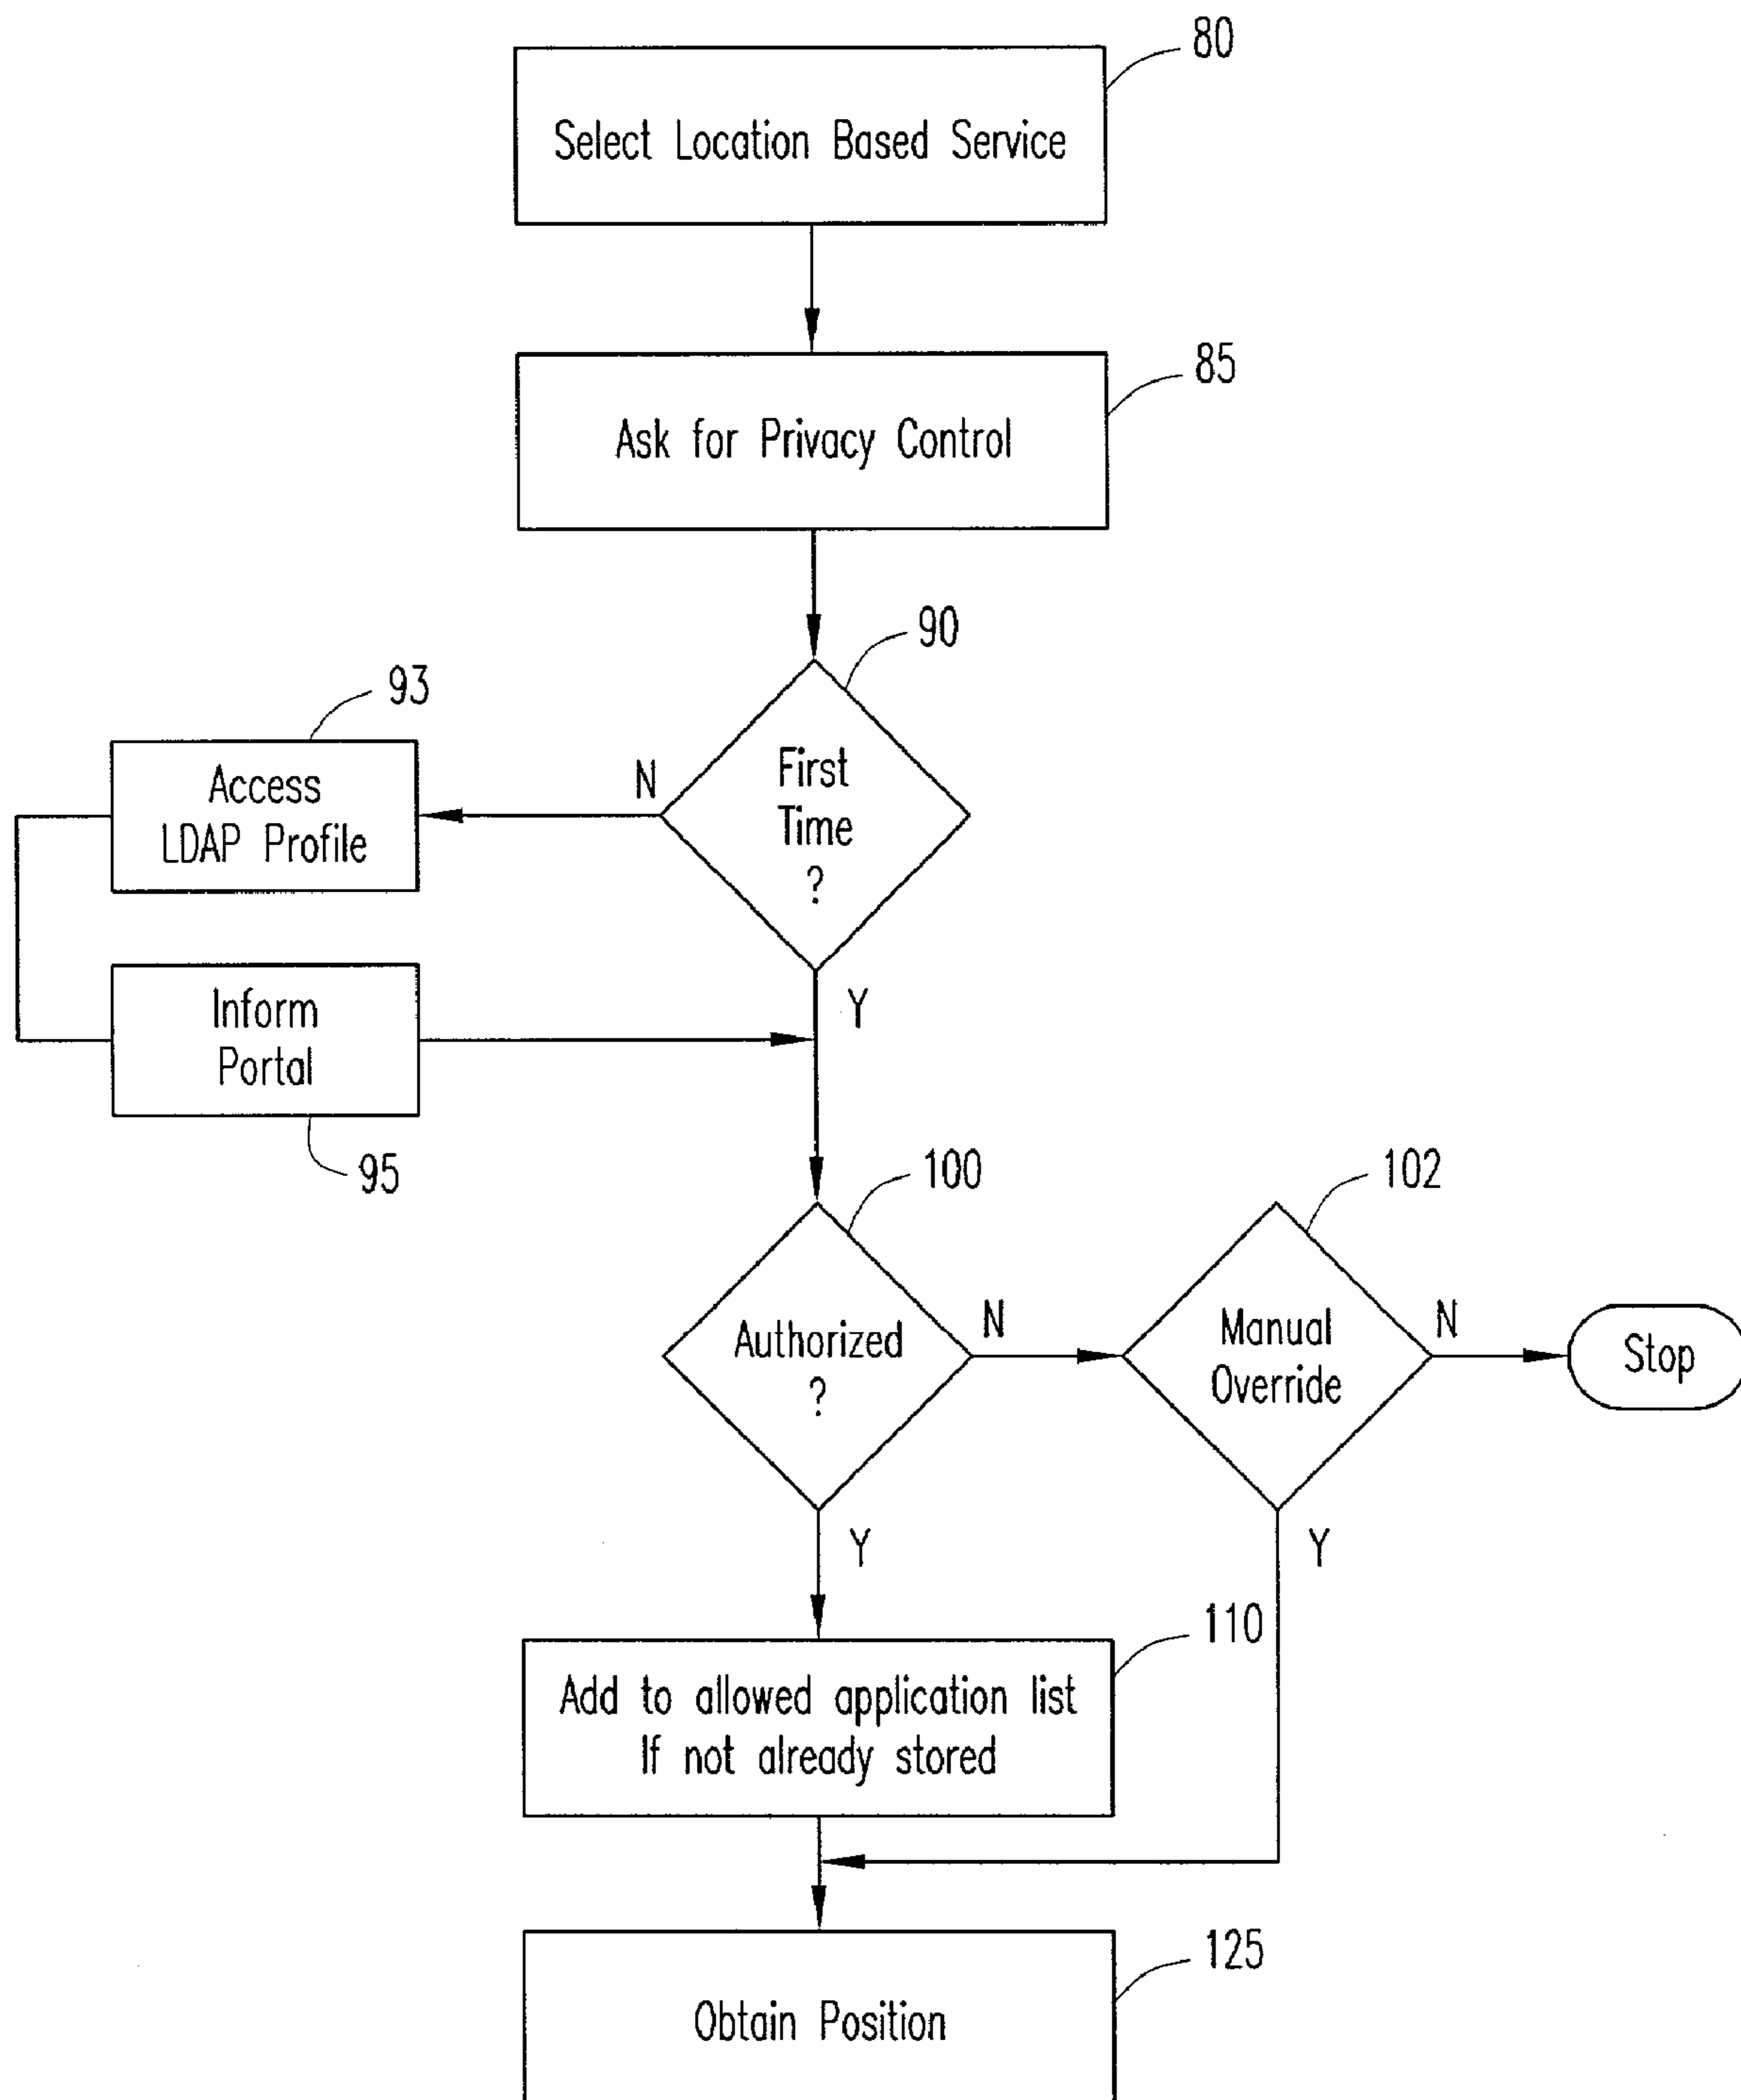 80
Select Location Based Service
85
Ask for Privacy Control
90
First
Time
?
N
Y
93
Access
LDAP Profile
Inform
Portal
95
100
Authorized
?
N
Y
102
Manual
Override
N
Y
Stop
110
Add to allowed application list
If not already stored
125
Obtain Position